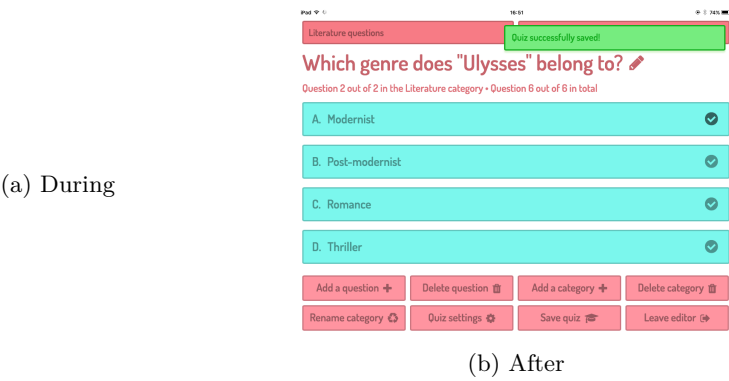 iPad
16:51
74%
Literature questions
Quiz successfully saved!
Which genre does "Ulysses" belong to?
Question 2 out of 2 in the Literature category • Question 6 out of 6 in total
A. Modernist
B. Post-modernist
C. Romance
D. Thriller
Add a question
Delete question
Add a category
Delete category
Rename category
Quiz settings
Save quiz
Leave editor
(a) During
(b) After